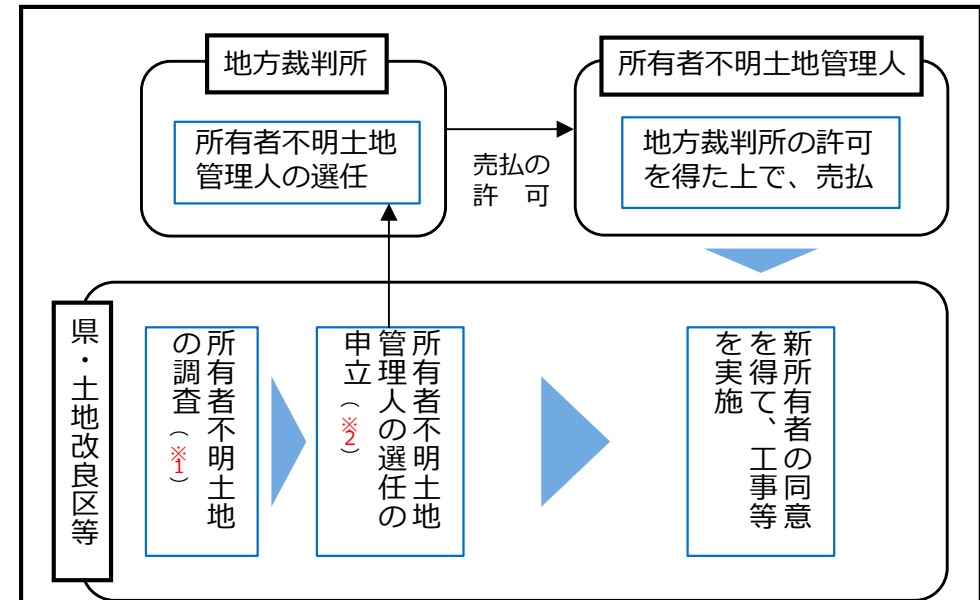 地方裁判所
所有者不明土地
管理人の選任
売払の
許　可
所有者不明土地管理人
地方裁判所の許可
を得た上で、売払
県・土地改良区等
所有者不明土地
の調査（※1）
所有者不明土地
管理人の選任の
申立（※2）
新所有者の同意
を得て、工事等
を実施